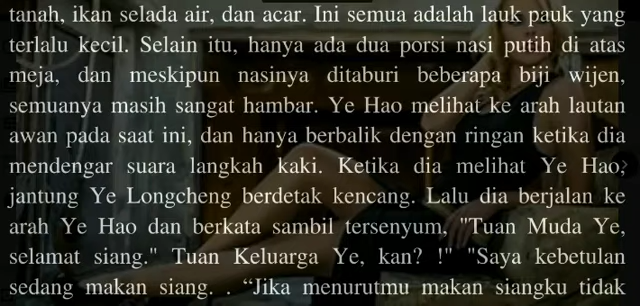 tanah, ikan selada air, dan acar. Ini semua adalah lauk pauk yang
terlalu kecil. Selain itu, hanya ada dua porsi nasi putih di atas
meja, dan meskipun nasinya ditaburi beberapa biji wijen,
semuanya masih sangat hambar. Ye Hao melihat ke arah lautan
awan pada saat ini, dan hanya berbalik dengan ringan ketika dia
mendengar suara langkah kaki. Ketika dia melihat Ye Hao,
jantung Ye Longcheng berdetak kencang. Lalu dia berjalan ke
arah Ye Hao dan berkata sambil tersenyum, "Tuan Muda Ye,
selamat siang." Tuan Keluarga Ye, kan? !" "Saya kebetulan
sedang makan siang. . “Jika menurutmu makan siangku tidak